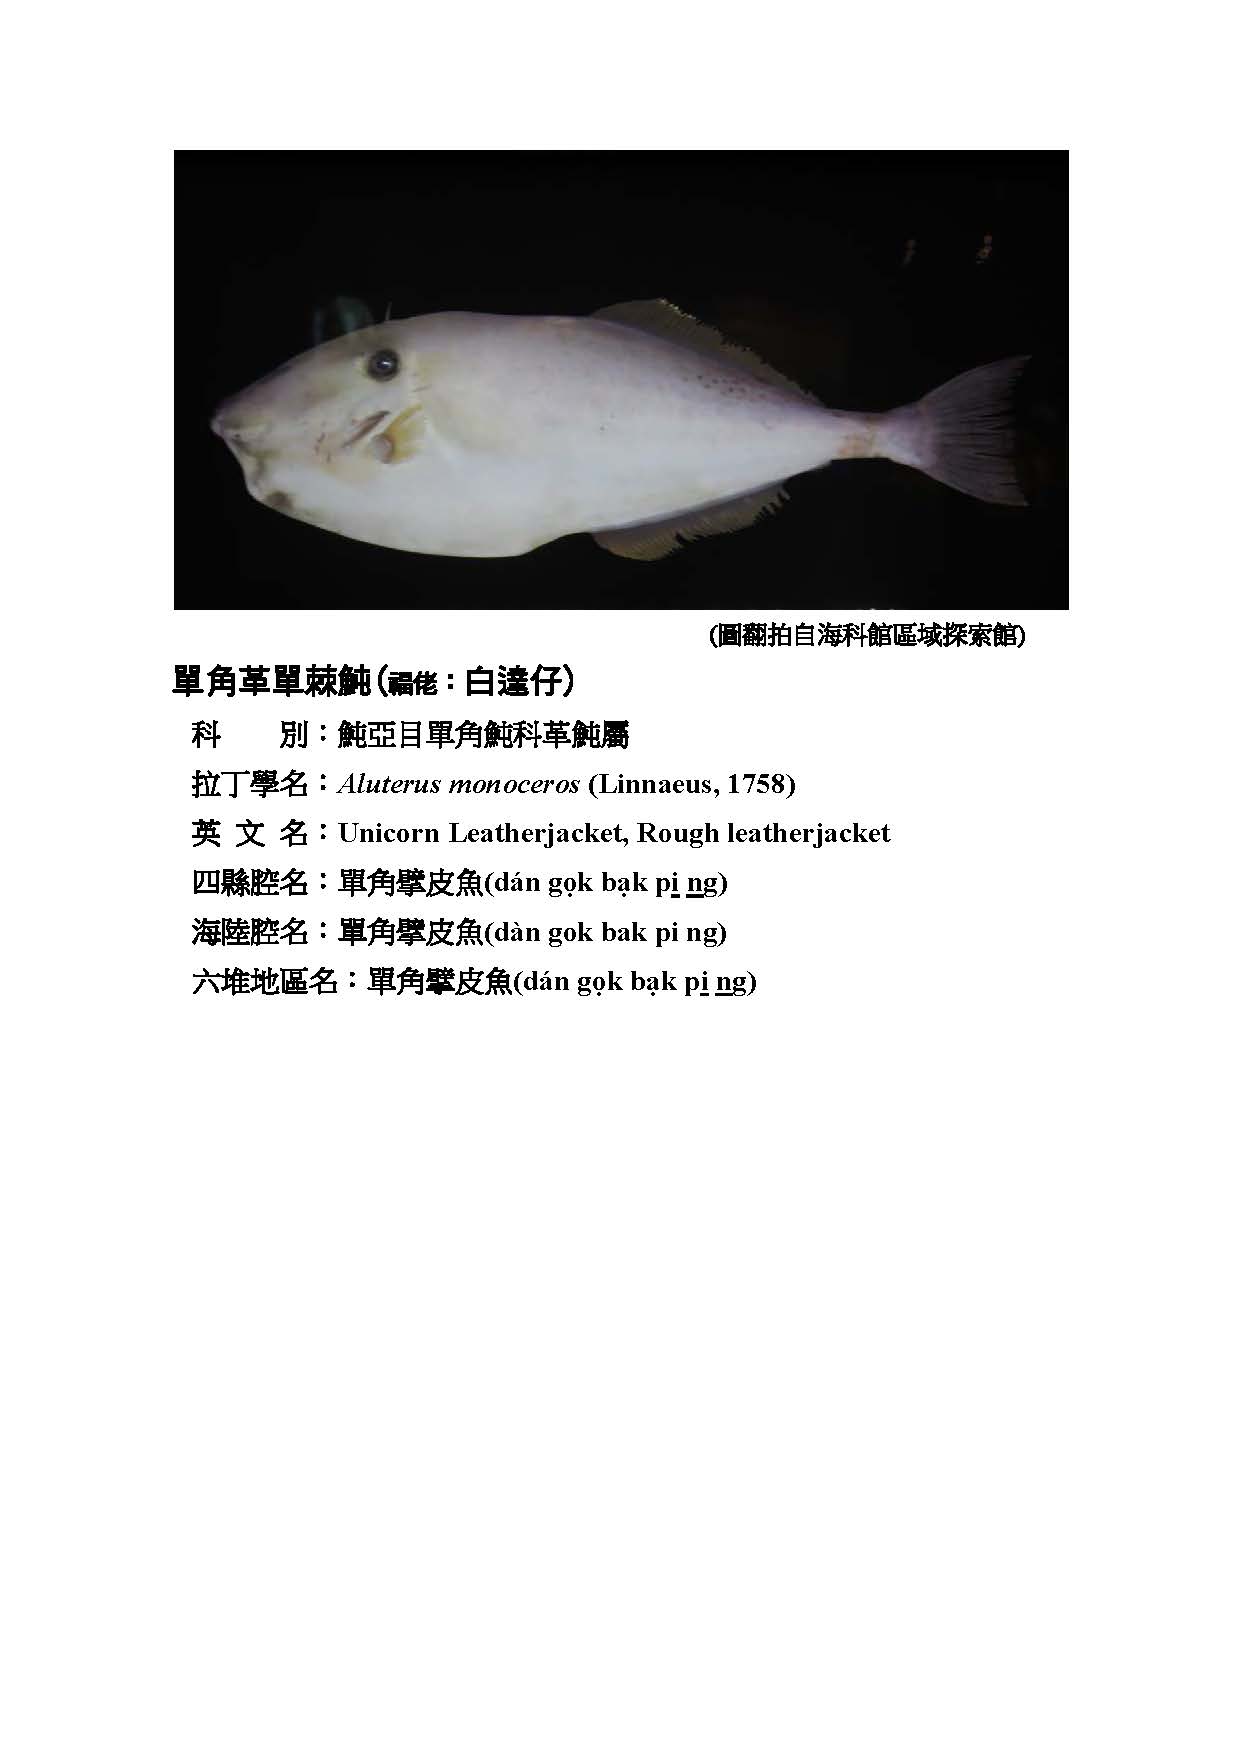 (圖翻拍自海科館區域探索館)
單角革單棘魨(福佬：白達仔)
科　　別：魨亞目單角魨科革魨屬
拉丁學名：Aluterus monoceros (Linnaeus, 1758)
英 文 名：Unicorn Leatherjacket, Rough leatherjacket
四縣腔名：單角擘皮魚(dán gọk bạk pi ng)
海陸腔名：單角擘皮魚(dàn gok bak pi ng)
六堆地區名：單角擘皮魚(dán gọk bạk pi ng)